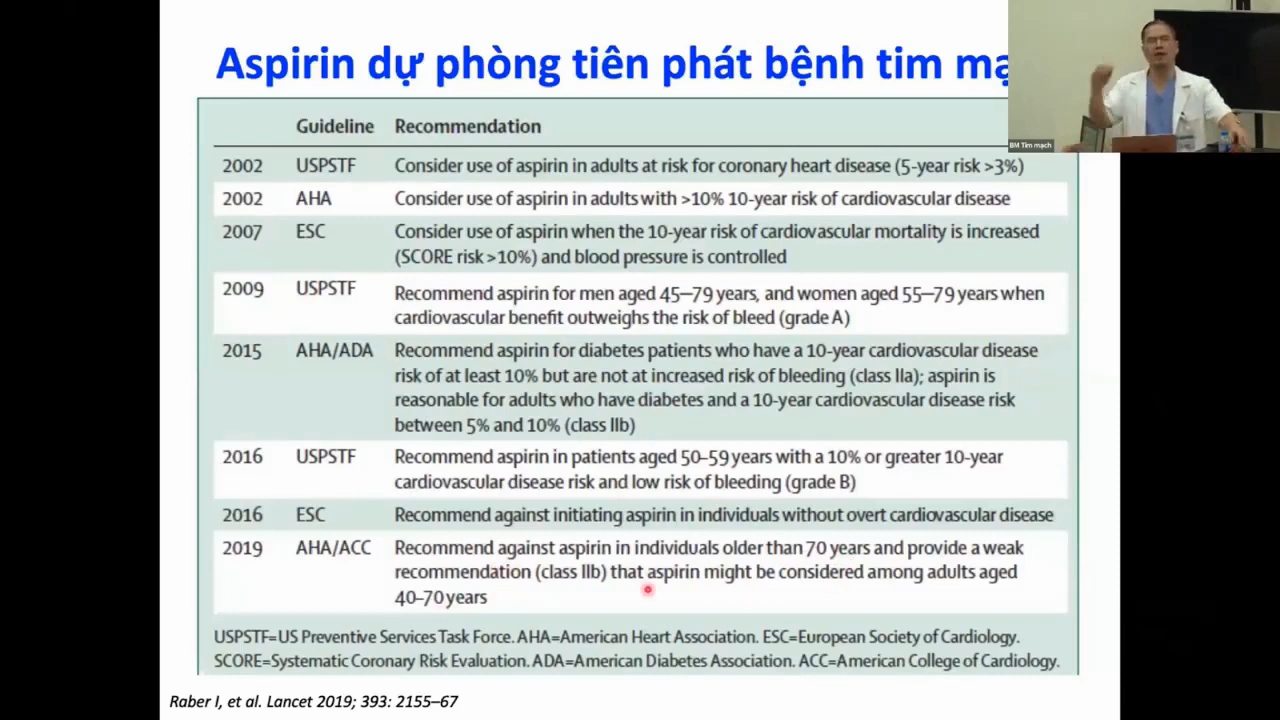 Aspirin dự phòng tiên phát bệnh tim
BM Tim mạch
Guideline Recommendation
2002 USPSTF Consider use of aspirin in adults at risk for coronary heart disease (5-year risk >3%)
2002 AHA Consider use of aspirin in adults with >10% 10-year risk of cardiovascular disease
2007 ESC Consider use of aspirin when the 10-year risk of cardiovascular mortality is increased
(SCORE risk >10%) and blood pressure is controlled
2009 USPSTF Recommend aspirin for men aged 45–79 years, and women aged 55–79 years when
cardiovascular benefit outweighs the risk of bleed (grade A)
2015 AHA/ADA Recommend aspirin for diabetes patients who have a 10-year cardiovascular disease
risk of at least 10% but are not at increased risk of bleeding (class IIa); aspirin is
reasonable for adults who have diabetes and a 10-year cardiovascular disease risk
between 5% and 10% (class IIb)
2016 USPSTF Recommend aspirin in patients aged 50–59 years with a 10% or greater 10-year
cardiovascular disease risk and low risk of bleeding (grade B)
2016 ESC Recommend against initiating aspirin in individuals without overt cardiovascular disease
2019 AHA/ACC Recommend against aspirin in individuals older than 70 years and provide a weak
recommendation (class IIb) that aspirin might be considered among adults aged
40–70 years
USPSTF=US Preventive Services Task Force. AHA=American Heart Association. ESC=European Society of Cardiology.
SCORE=Systematic Coronary Risk Evaluation. ADA=American Diabetes Association. ACC=American College of Cardiology.
Raber I, et al. Lancet 2019; 393: 2155–67